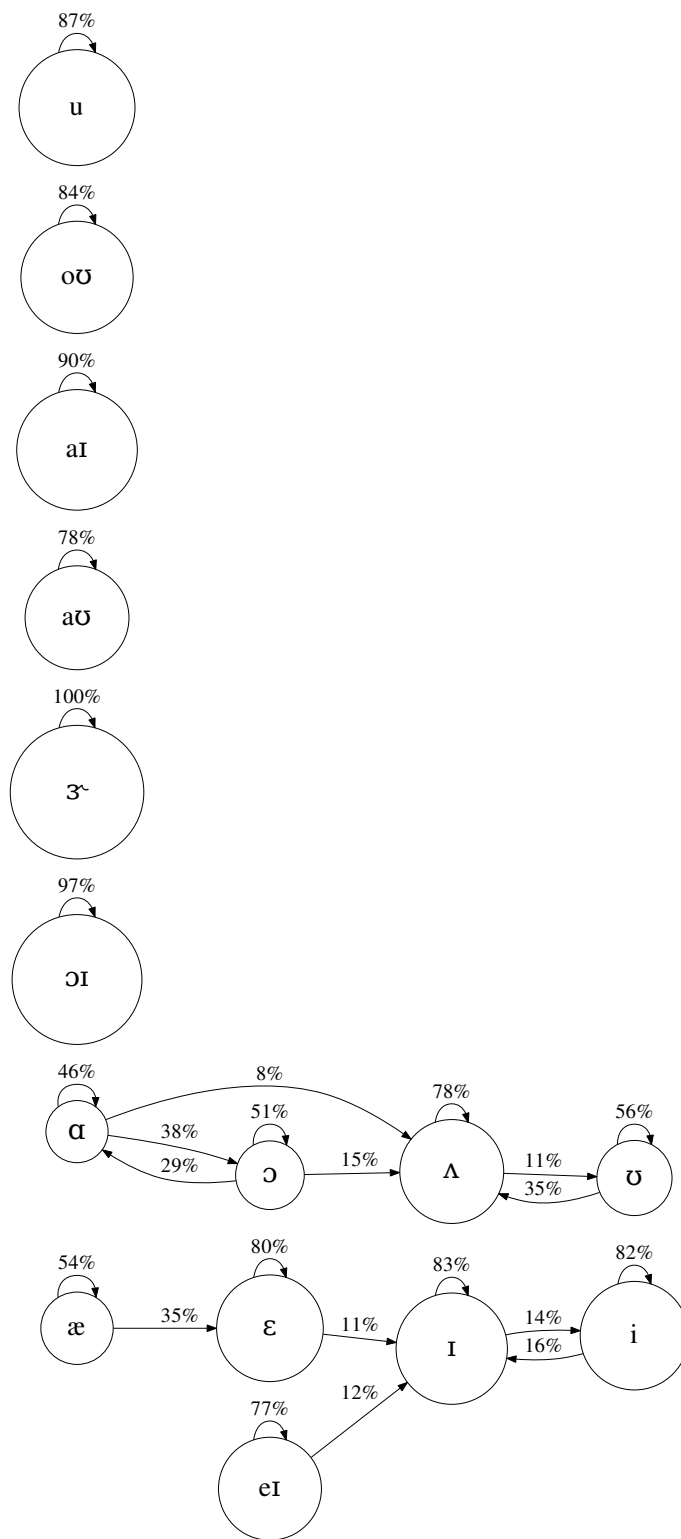 87%
u
84%
oʊ
90%
aɪ
78%
aʊ
100%
ɝ
97%
ɔɪ
46%
ɑ
8%
38%
29%
51%
ɔ
15%
78%
ʌ
11%
35%
56%
ʊ
54%
æ
35%
80%
ɛ
11%
83%
ɪ
14%
16%
82%
i
77%
eɪ
12%